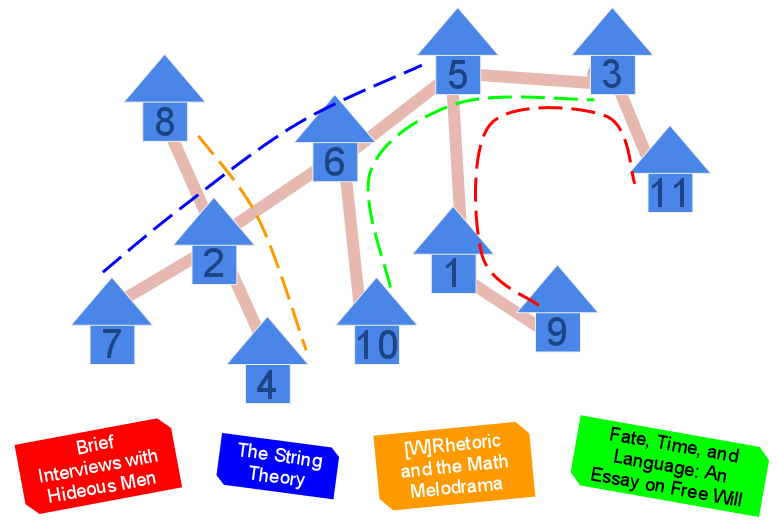 5
3
8
6
11
2
1
7
10
9
4
Brief
Interviews with
Hideous Men
The String
Theory
[W]Rhetoric
and the Math
Melodrama
Fate, Time, and
Language: An
Essay on Free Will